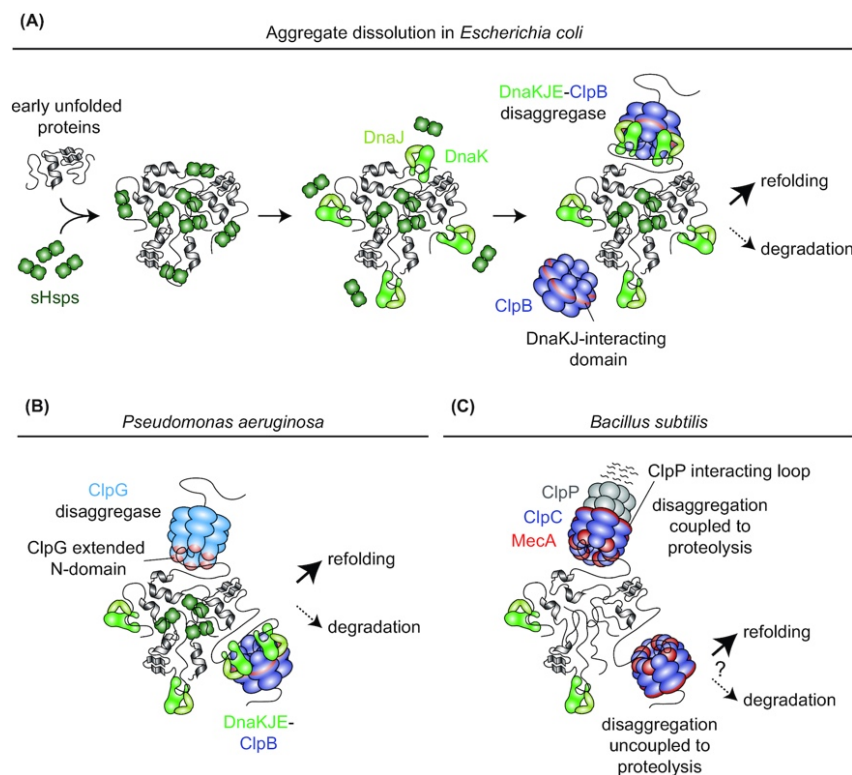 (A)
Aggregate dissolution in Escherichia coli
early unfolded
proteins
sHsps
DnaJ
DnaK
DnaKJE-ClpB
disaggregase
refolding
degradation
ClpB
DnaKJ-interacting
domain
(B)
Pseudomonas aeruginosa
ClpG
disaggregase
ClpG extended
N-domain
refolding
degradation
DnaKJE-
ClpB
(C)
Bacillus subtilis
ClpP interacting loop
ClpP
ClpC
MecA
disaggregation
coupled to
proteolysis
refolding
?
degradation
disaggregation
uncoupled to
proteolysis